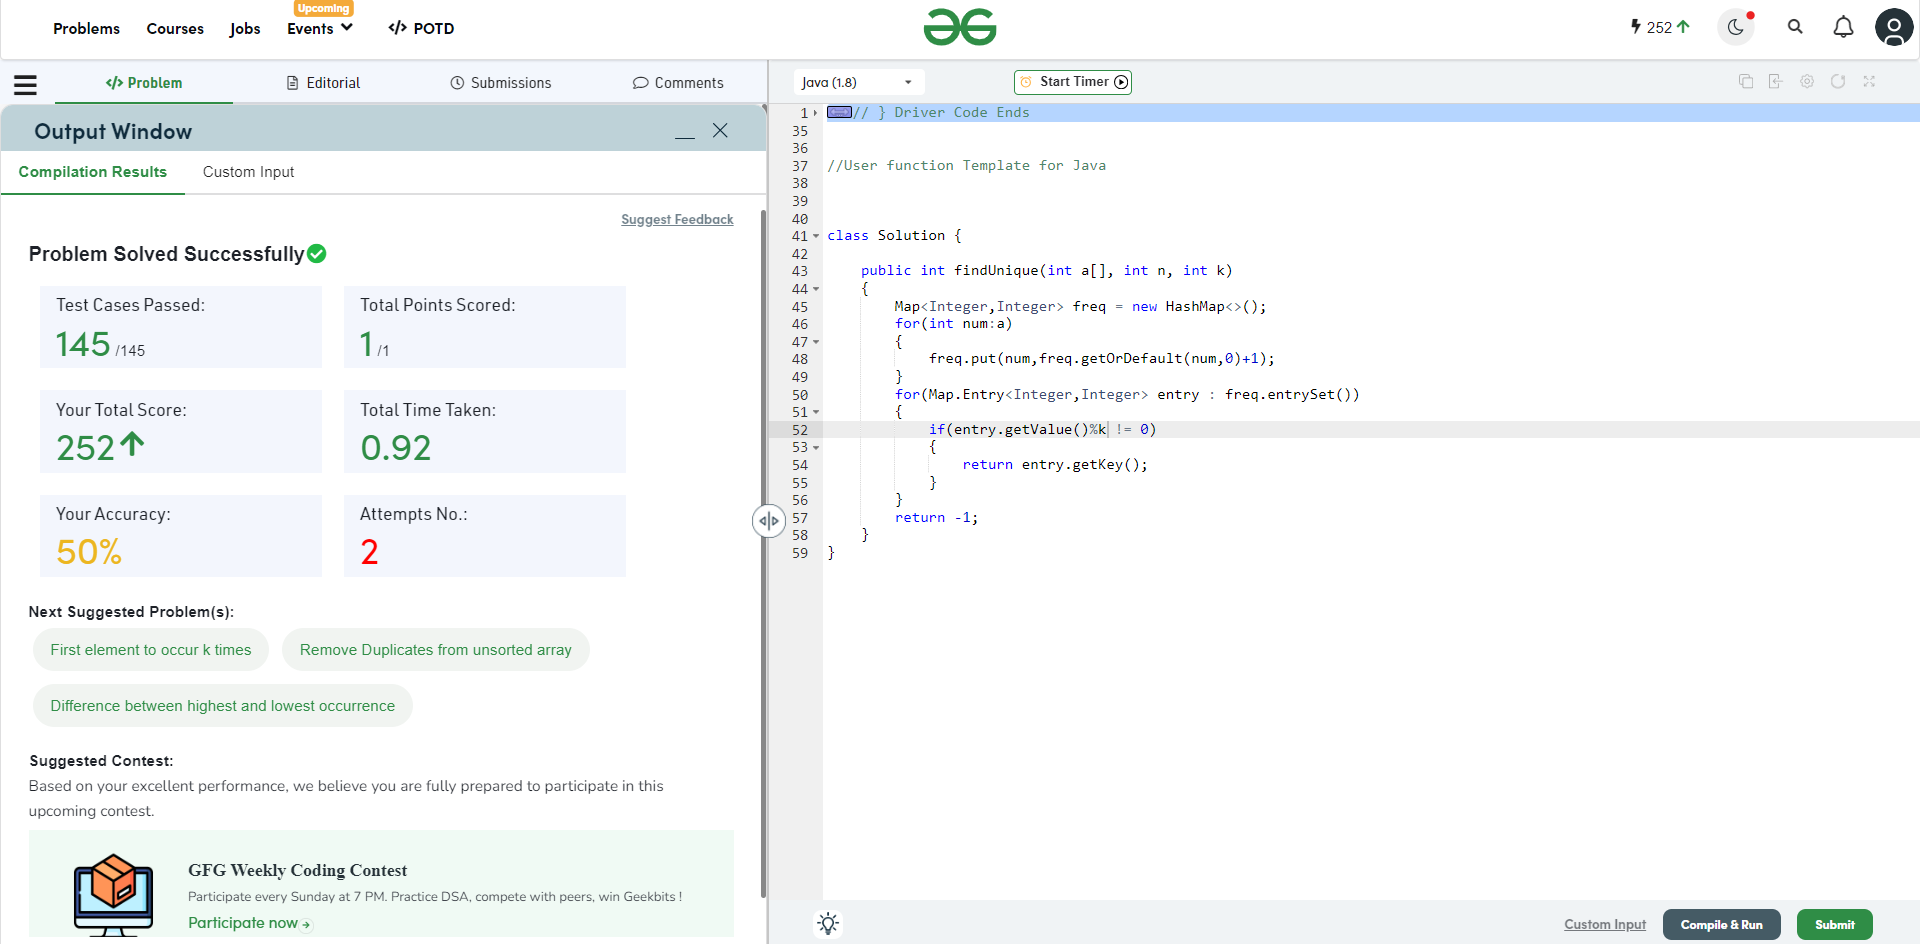 Problems Courses Jobs Upcoming Events POTD
252
Problem Editorial Submissions Comments
Output Window
Compilation Results Custom Input
Suggest Feedback
Problem Solved Successfully
Test Cases Passed: Total Points Scored:
145 /145 1 /1
Your Total Score: Total Time Taken:
252 0.92
Your Accuracy: Attempts No.:
50% 2
Next Suggested Problem(s):
First element to occur k times Remove Duplicates from unsorted array
Difference between highest and lowest occurrence
Suggested Contest:
Based on your excellent performance, we believe you are fully prepared to participate in this
upcoming contest.
GFG Weekly Coding Contest
Participate every Sunday at 7 PM. Practice DSA, compete with peers, win Geekbits !
Participate now
Java (1.8) Start Timer
1 // } Driver Code Ends
35
36
37 //User function Template for Java
38
39
40
41 class Solution {
42
43 public int findUnique(int a[], int n, int k)
44 {
45 Map<Integer,Integer> freq = new HashMap<>();
46 for(int num:a)
47 {
48 freq.put(num,freq.getOrDefault(num,0)+1);
49 }
50 for(Map.Entry<Integer,Integer> entry : freq.entrySet())
51 {
52 if(entry.getValue()%k != 0)
53 {
54 return entry.getKey();
55 }
56 }
57 return -1;
58 }
59 }
Custom Input Compile & Run Submit